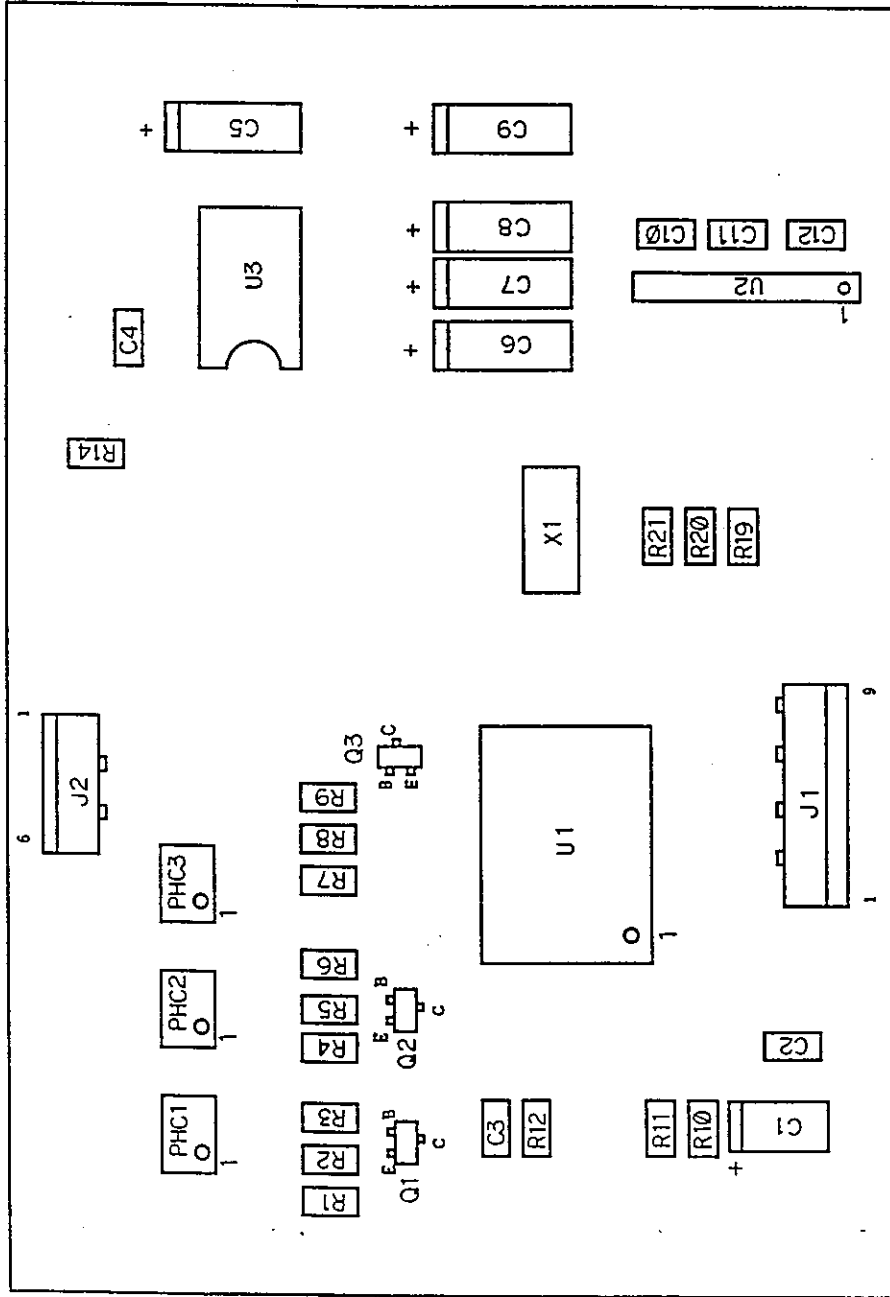 +
C5
+
C9
U3
+
C8
C10
C11
C12
+
C7
U2
1
C4
+
C6
R14
X1
R21
R20
R19
1
J2
6
Q3
C
B
E
R9
R8
R7
U1
1
9
J1
1
PHC3
1
PHC2
1
R6
R5
R4
B
E
C
Q2
C2
PHC1
1
R3
R2
R1
B
E
C
Q1
C3
R12
R11
R10
C1
+